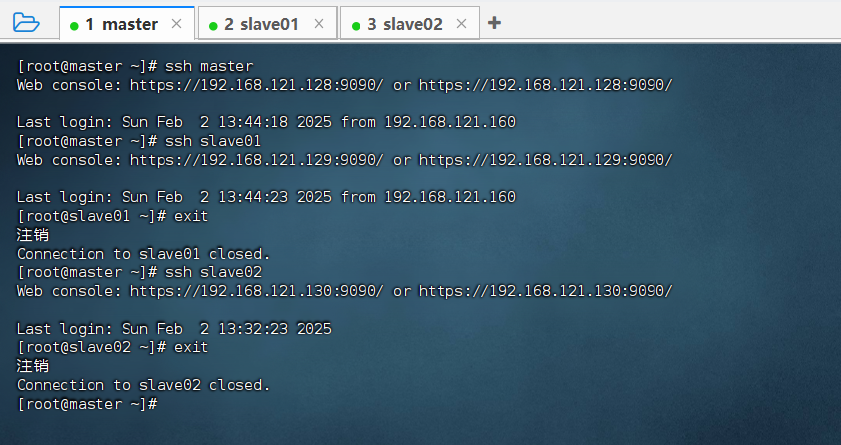 1 master × 2 slave01 × 3 slave02 × +
[root@master ~]# ssh master
Web console: https://192.168.121.128:9090/ or https://192.168.121.128:9090/
Last login: Sun Feb  2 13:44:18 2025 from 192.168.121.160
[root@master ~]# ssh slave01
Web console: https://192.168.121.129:9090/ or https://192.168.121.129:9090/
Last login: Sun Feb  2 13:44:23 2025 from 192.168.121.160
[root@slave01 ~]# exit
注销
Connection to slave01 closed.
[root@master ~]# ssh slave02
Web console: https://192.168.121.130:9090/ or https://192.168.121.130:9090/
Last login: Sun Feb  2 13:32:23 2025
[root@slave02 ~]# exit
注销
Connection to slave02 closed.
[root@master ~]#